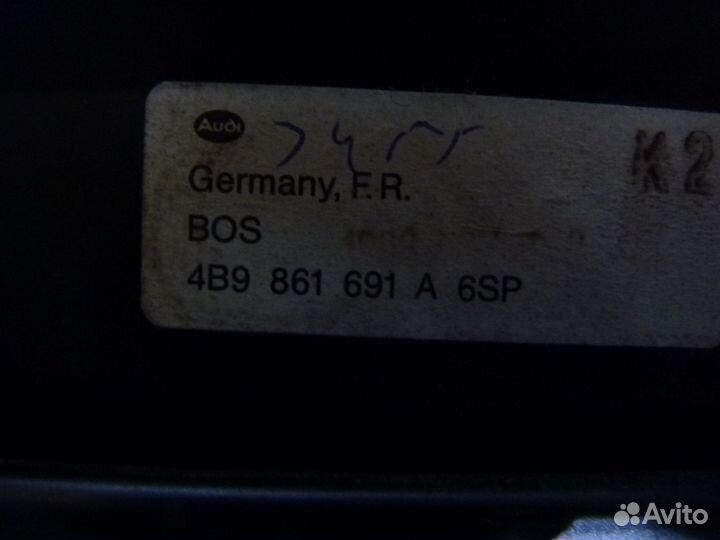 Audi
K2
Germany, F.R.
BOS
4B9 861 691 A 6SP
Avito